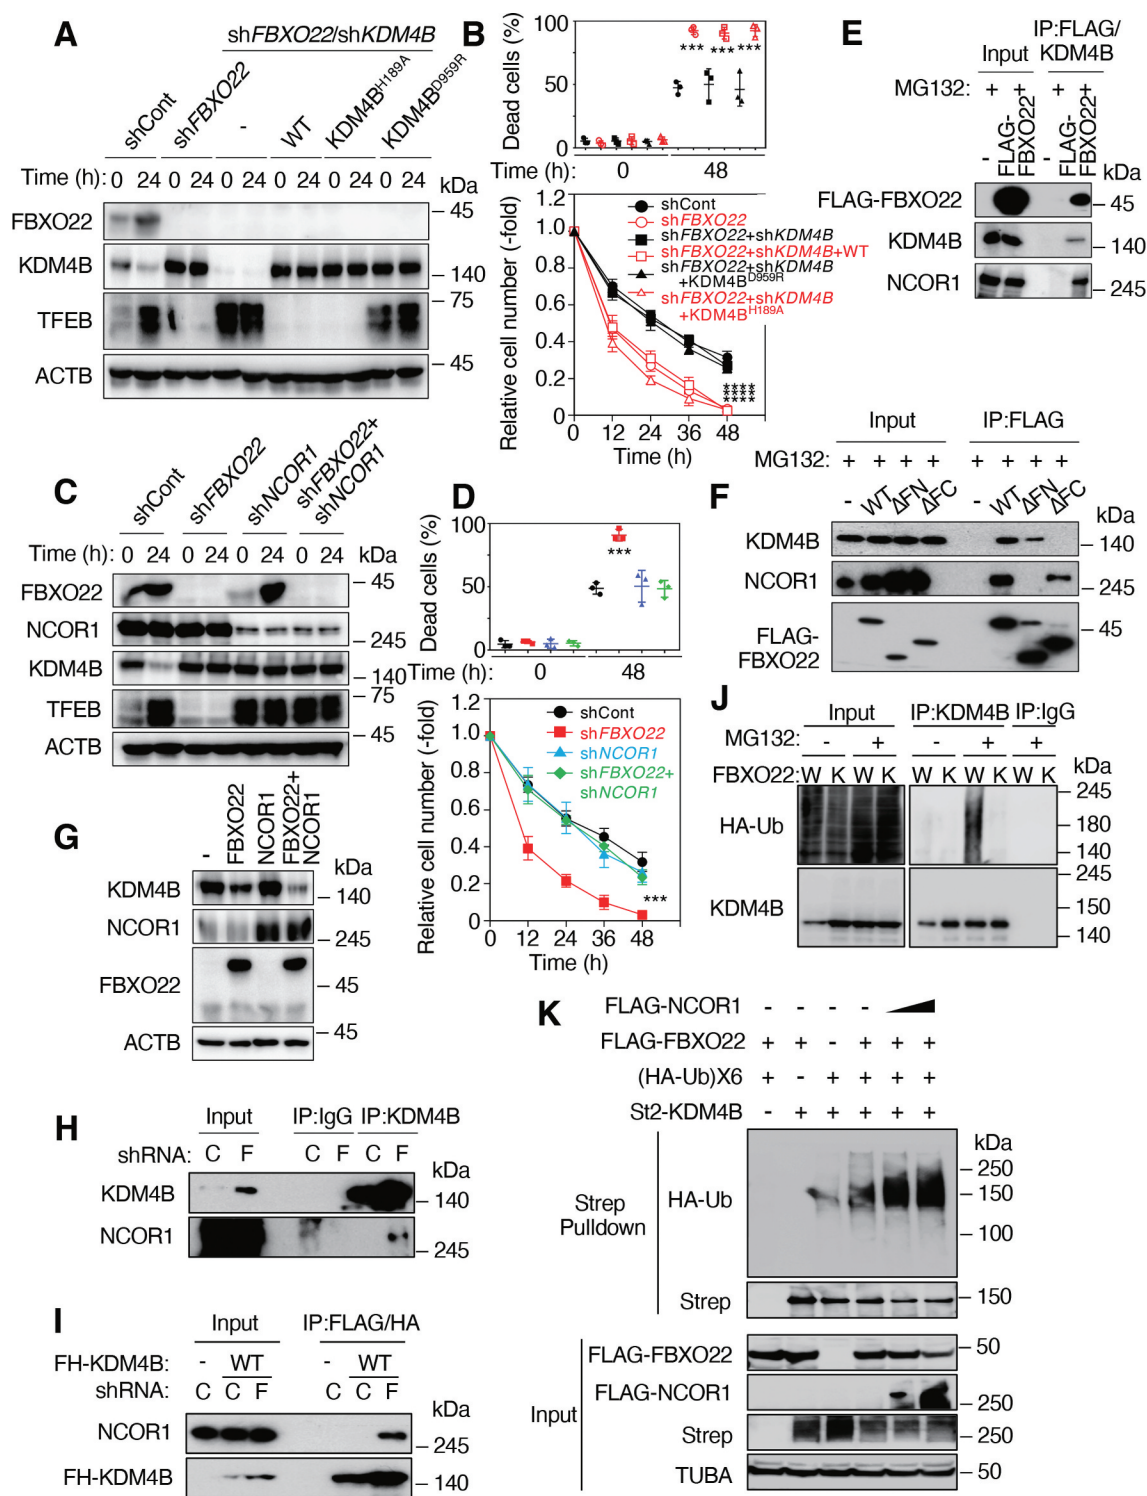 A
shFBXO22/shKDM4B
shCont
shFBXO22
-
WT
KDM4B^H189A
KDM4B^D959R
Time (h): 0 24 0 24 0 24 0 24 0 24 0 24
kDa
FBXO22
45
KDM4B
140
TFEB
75
ACTB
45
B
Dead cells (%)
100
50
0
*** *** ***
Time (h): 0 48
Relative cell number (-fold)
1.2
1.0
0.8
0.6
0.4
0.2
0
shCont
shFBXO22
shFBXO22+shKDM4B
shFBXO22+shKDM4B+WT
shFBXO22+shKDM4B
+KDM4B^D959R
shFBXO22+shKDM4B
+KDM4B^H189A
0 12 24 36 48
Time (h)
E
IP:FLAG/
Input KDM4B
MG132: + + + +
-
FLAG-
FBXO22
-
FLAG-
FBXO22
kDa
FLAG-FBXO22
45
KDM4B
140
NCOR1
245
C
shCont
shFBXO22
shNCOR1
shFBXO22+
shNCOR1
Time (h): 0 24 0 24 0 24 0 24 kDa
FBXO22
45
NCOR1
245
KDM4B
140
TFEB
75
ACTB
45
D
Dead cells (%)
100
50
0
***
Time (h): 0 48
Relative cell number (-fold)
1.2
1.0
0.8
0.6
0.4
0.2
0
shCont
shFBXO22
shNCOR1
shFBXO22+
shNCOR1
***
0 12 24 36 48
Time (h)
F
Input IP:FLAG
MG132: + + + + + + + +
- WT ΔFN ΔFC - WT ΔFN ΔFC
kDa
KDM4B
140
NCOR1
245
FLAG-
FBXO22
45
G
-
FBXO22
NCOR1
FBXO22+
NCOR1
kDa
KDM4B
140
NCOR1
245
FBXO22
45
ACTB
45
J
Input IP:KDM4B IP:IgG
MG132: - + - + +
FBXO22: W K W K W K W K W K kDa
HA-Ub
245
180
140
KDM4B
245
150
140
H
Input IP:IgG IP:KDM4B
shRNA: C F C F C F
kDa
KDM4B
140
NCOR1
245
I
Input IP:FLAG/HA
FH-KDM4B: - WT - WT
shRNA: C C F C C F
kDa
NCOR1
245
FH-KDM4B
140
K
FLAG-NCOR1 - - - -
FLAG-FBXO22 + + - + + +
(HA-Ub)X6 + - + + + +
St2-KDM4B - + + + + +
kDa
Strep
Pulldown
HA-Ub
250
150
100
Strep
150
Input
FLAG-FBXO22
50
FLAG-NCOR1
250
Strep
250
TUBA
50